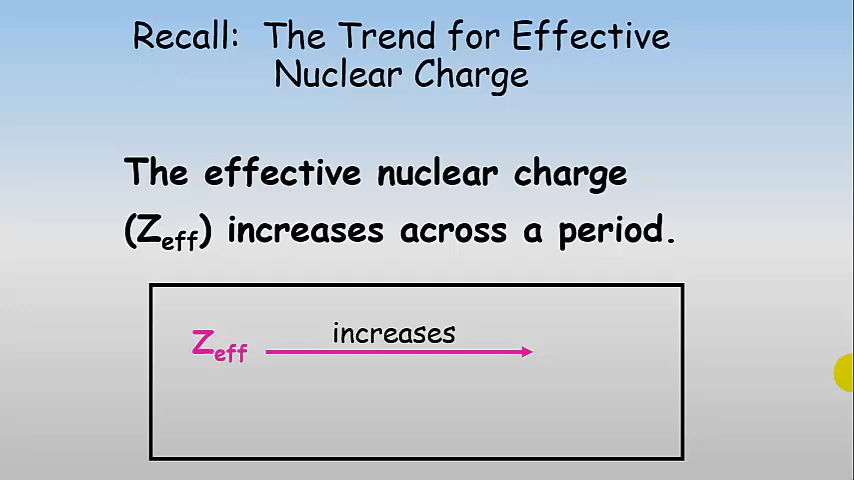 Recall: The Trend for Effective
Nuclear Charge
The effective nuclear charge
(Zeff) increases across a period.
increases
Zeff